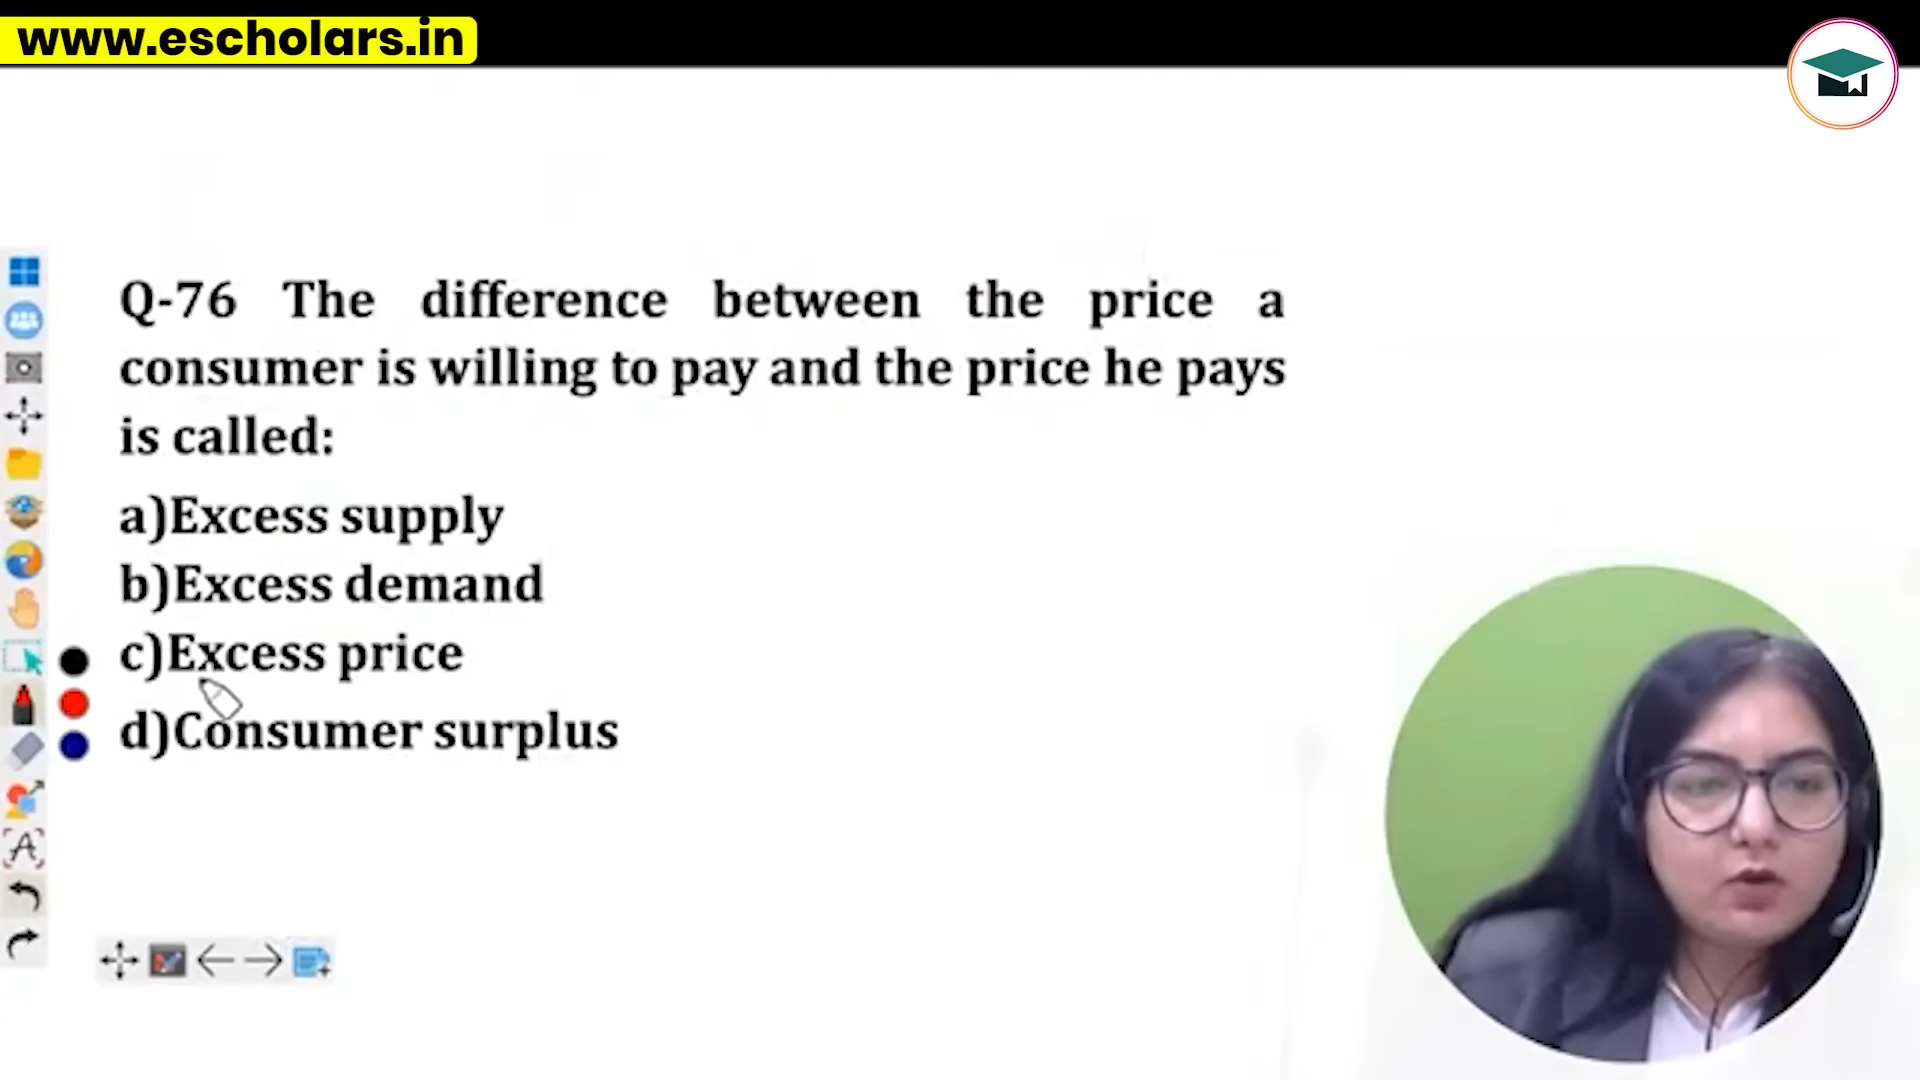 www.escholars.in
Q-76 The difference between the price a
consumer is willing to pay and the price he pays
is called:
a)Excess supply
b)Excess demand
c)Excess price
d)Consumer surplus